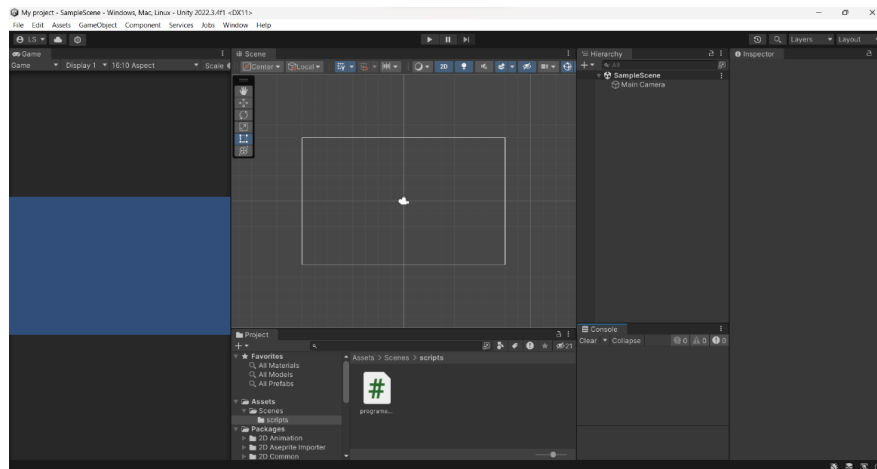 My project - SampleScene - Windows, Mac, Linux - Unity 2022.3.4f1 <DX11>
File Edit Assets GameObject Component Services Jobs Window Help
LS Layers Layout
Game
Game Display 1 16:10 Aspect Scale
Scene
Center Local 2D
Hierarchy
All
SampleScene
Main Camera
Inspector
Project
21
Favorites
All Materials
All Models
All Prefabs
Assets
Scenes
scripts
Packages
2D Animation
2D Aseprite Importer
2D Common
Assets > Scenes > scripts
#
programa...
Console
Clear Collapse 0 0 0